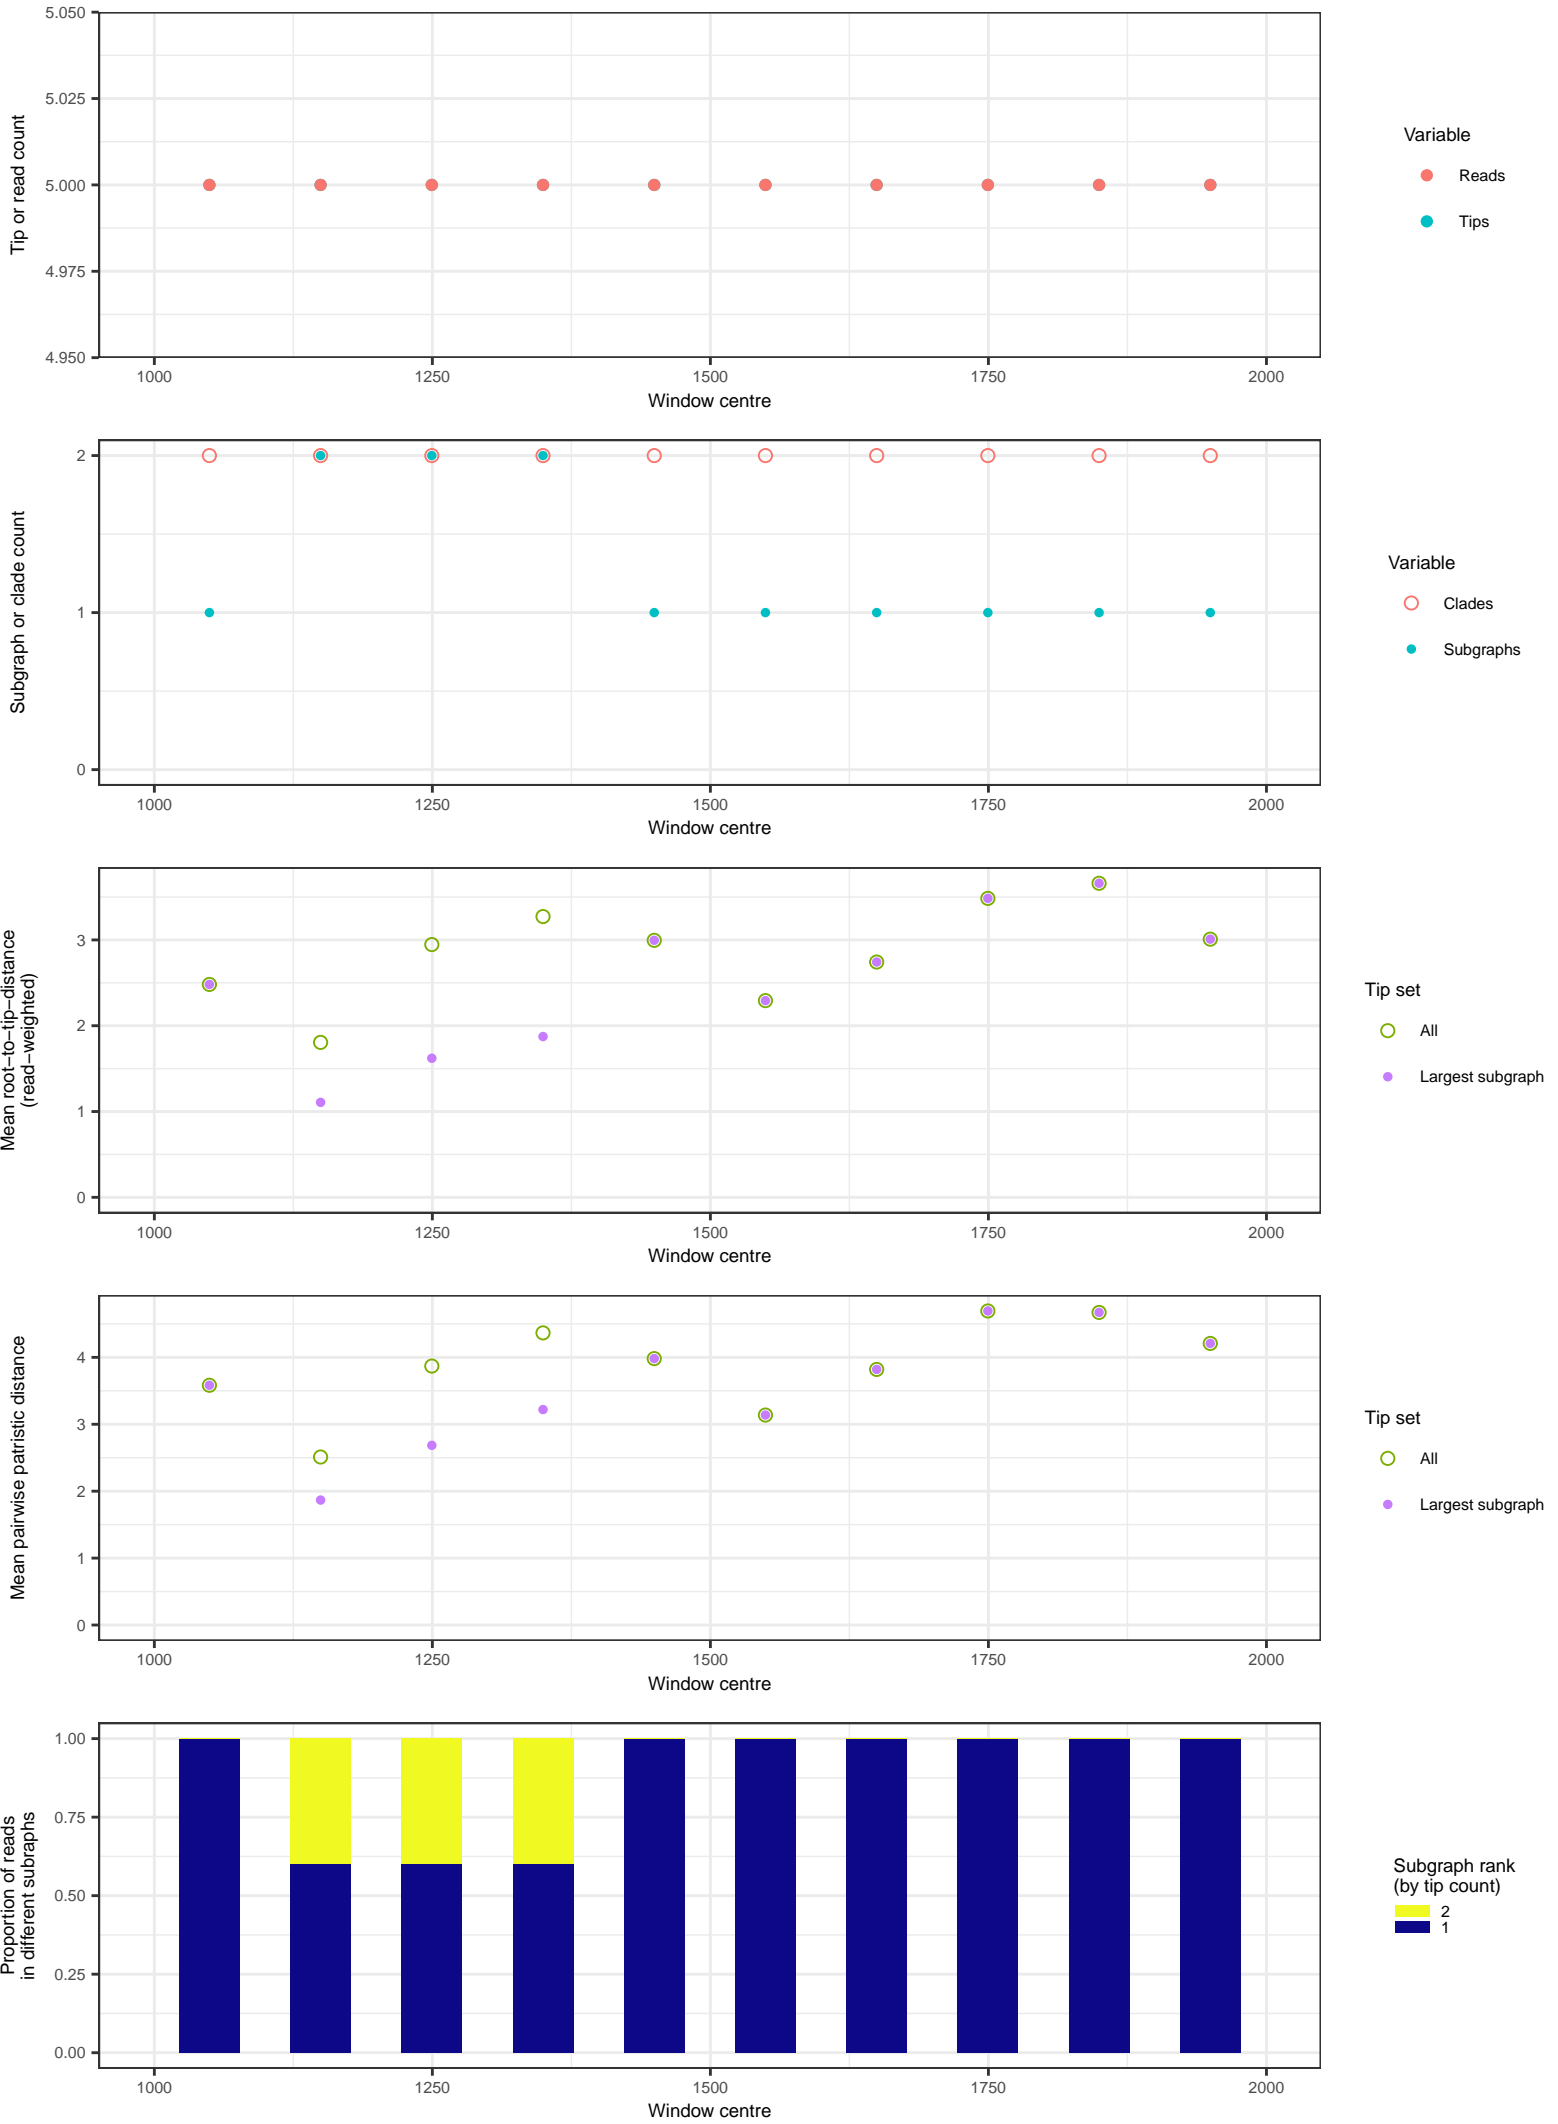 5.050
5.025
5.000
4.975
4.950
Tip or read count
1000 1250 1500 1750 2000
Window centre
Variable
Reads
Tips
2
1
0
Subgraph or clade count
1000 1250 1500 1750 2000
Window centre
Variable
Clades
Subgraphs
3
2
1
0
Mean root−to−tip−distance
(read−weighted)
1000 1250 1500 1750 2000
Window centre
Tip set
All
Largest subgraph
4
3
2
1
0
Mean pairwise patristic distance
1000 1250 1500 1750 2000
Window centre
Tip set
All
Largest subgraph
1.00
0.75
0.50
0.25
0.00
Proportion of reads
in different subraphs
1000 1250 1500 1750 2000
Window centre
Subgraph rank
(by tip count)
2
1